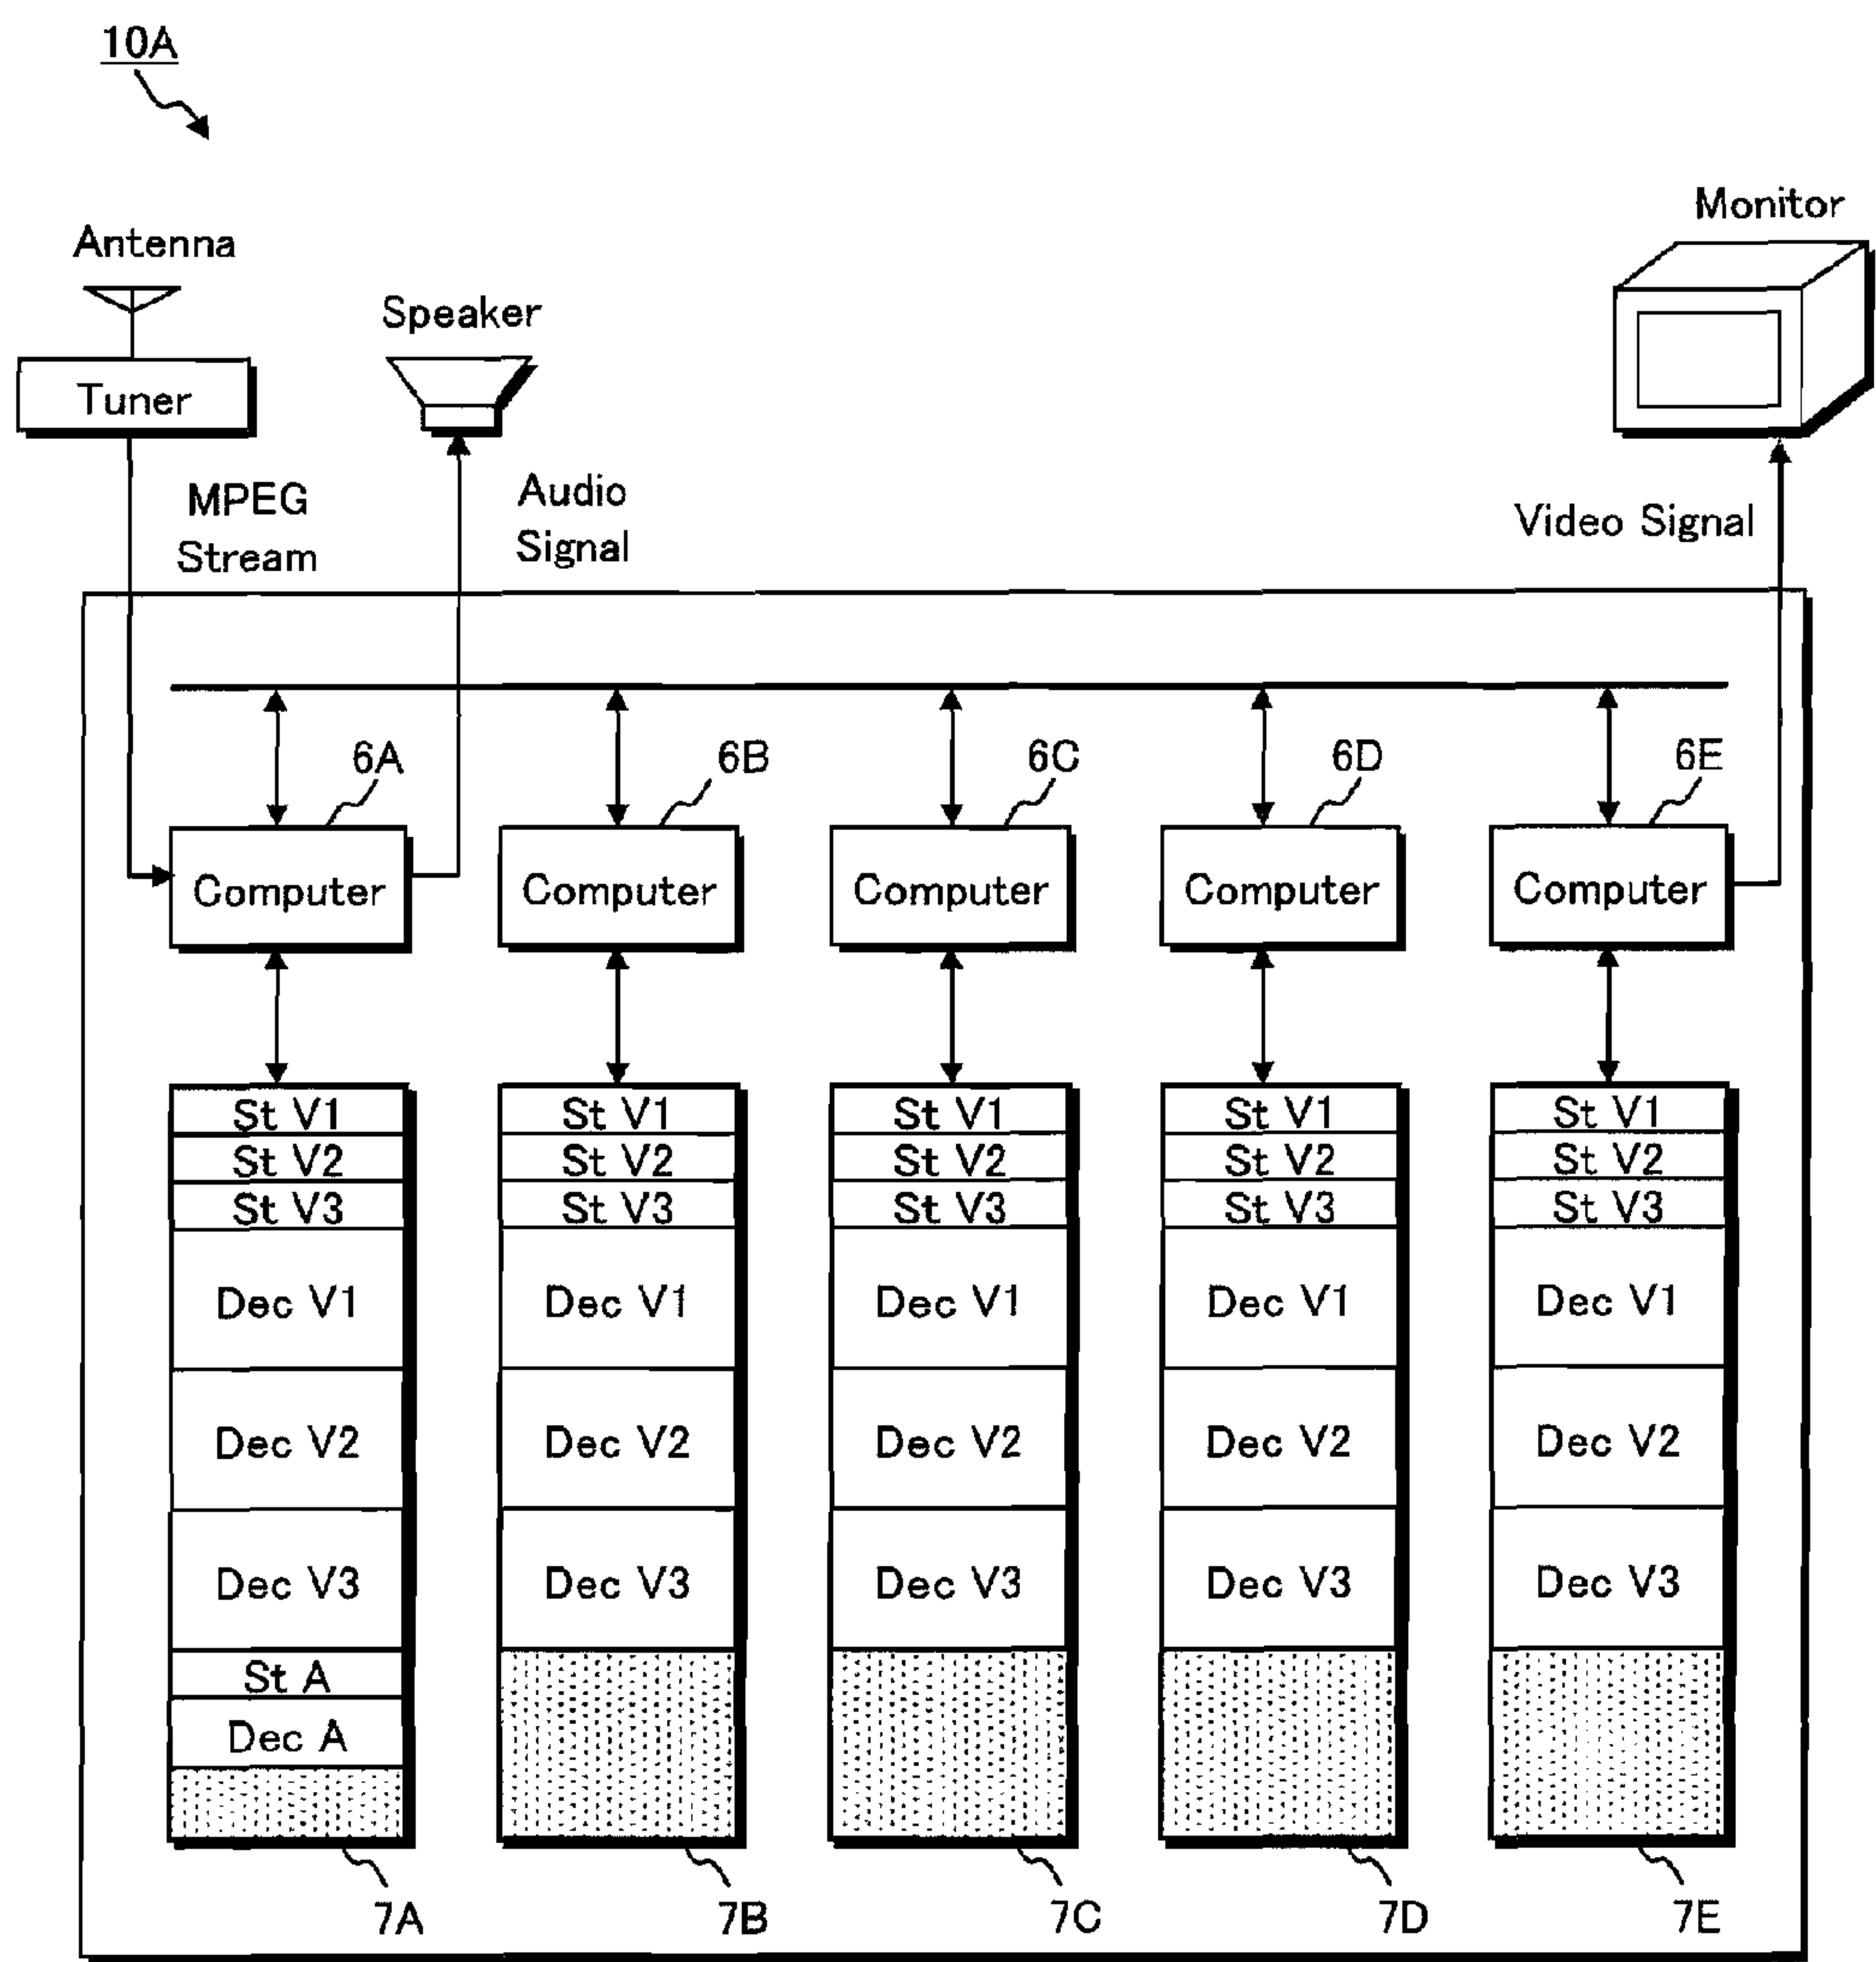 10A
Antenna
Speaker
Monitor
Tuner
MPEG
Stream
Audio
Signal
Video Signal
6A
6B
6C
6D
6E
Computer
Computer
Computer
Computer
Computer
St V1
St V2
St V3
Dec V1
Dec V2
Dec V3
St A
Dec A
St V1
St V2
St V3
Dec V1
Dec V2
Dec V3
St V1
St V2
St V3
Dec V1
Dec V2
Dec V3
St V1
St V2
St V3
Dec V1
Dec V2
Dec V3
St V1
St V2
St V3
Dec V1
Dec V2
Dec V3
7A
7B
7C
7D
7E